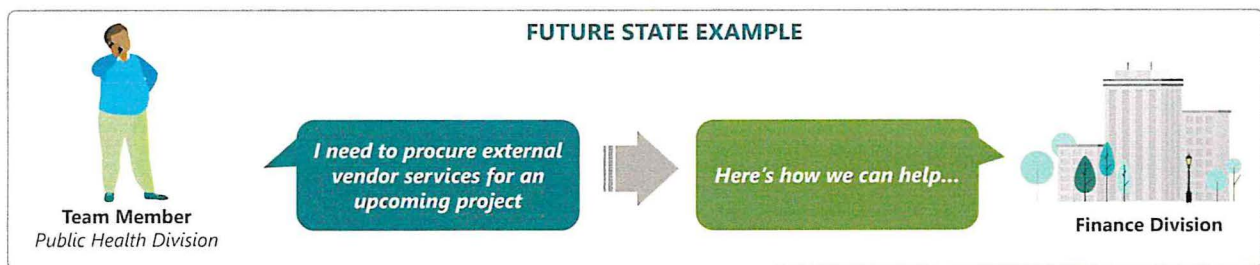 FUTURE STATE EXAMPLE
I need to procure external
vendor services for an
upcoming project
Here's how we can help...
Team Member
Public Health Division
Finance Division